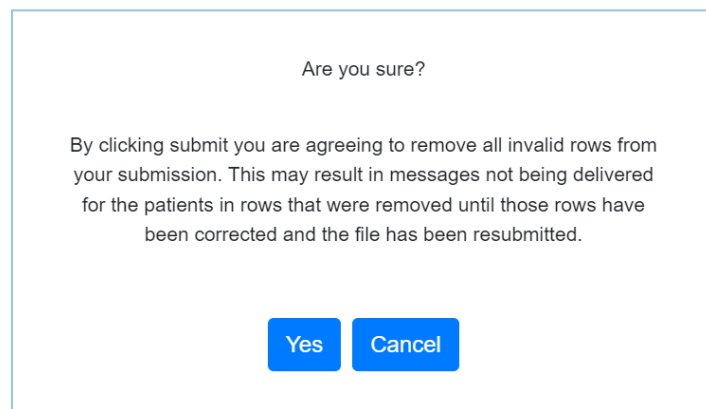 Are you sure?
By clicking submit you are agreeing to remove all invalid rows from
your submission. This may result in messages not being delivered
for the patients in rows that were removed until those rows have
been corrected and the file has been resubmitted.
Yes Cancel